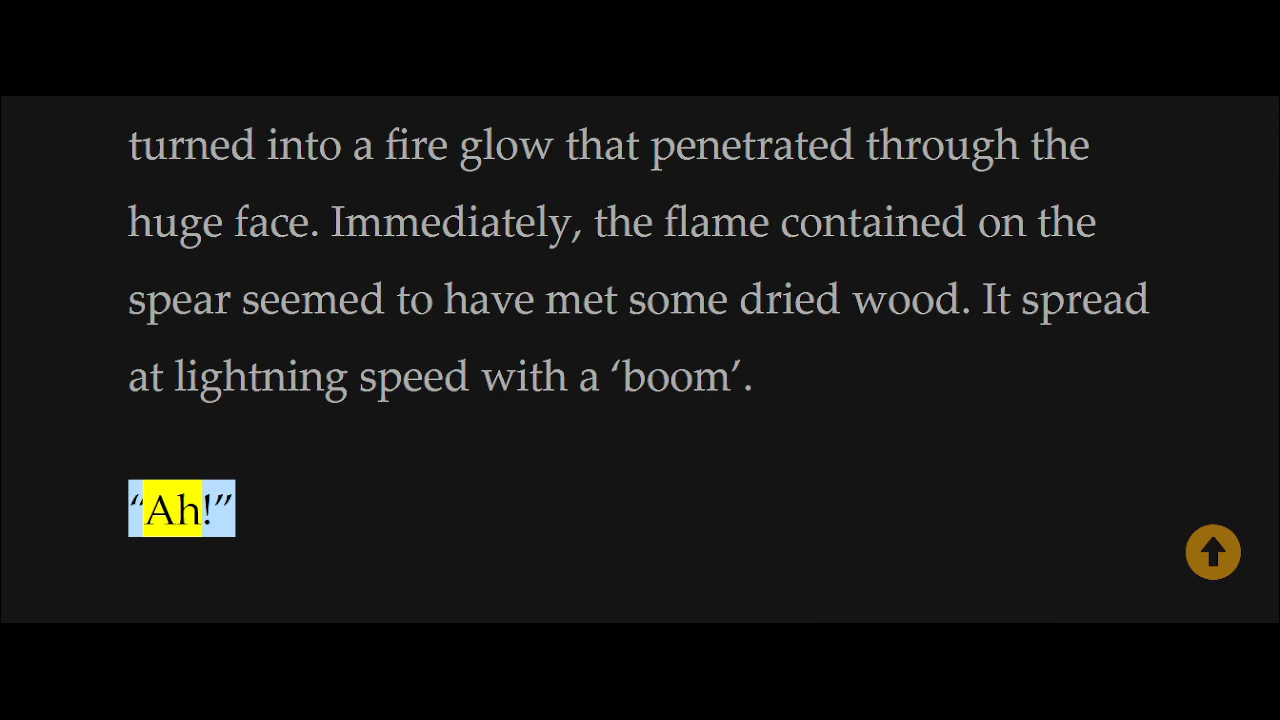 turned into a fire glow that penetrated through the
huge face. Immediately, the flame contained on the
spear seemed to have met some dried wood. It spread
at lightning speed with a ‘boom’.
“Ah!”